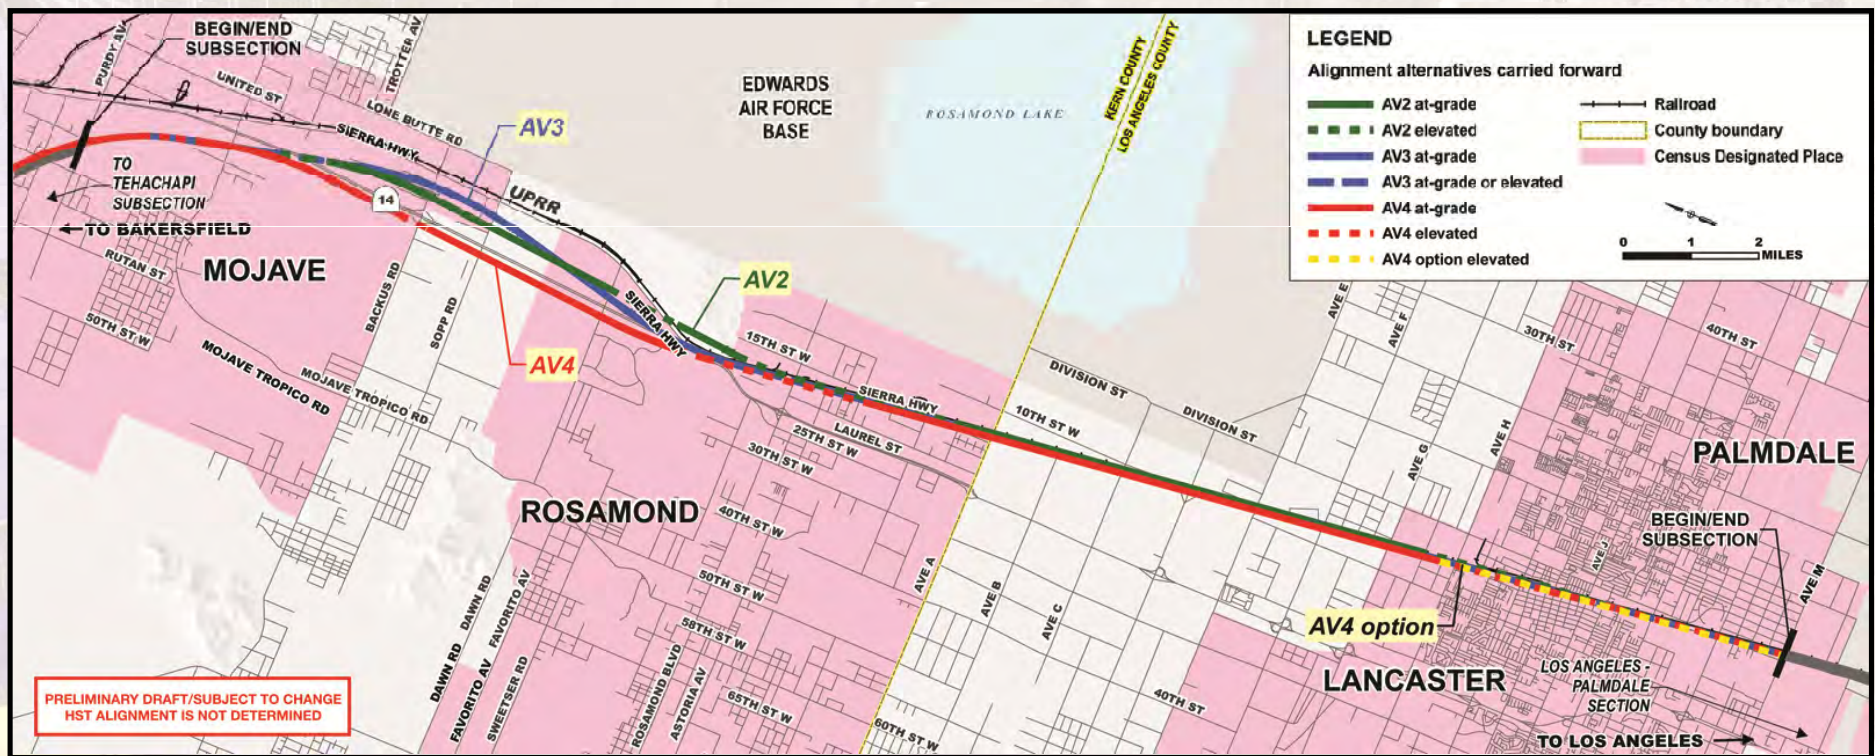 BEGIN/END
SUBSECTION
PURDY AV
TROTTER AV
UNITED ST
LONE BUTTE RD
SIERRA HWY
AV3
UPRR
TO
TEHACHAPI
SUBSECTION
TO BAKERSFIELD
14
MOJAVE
RUTAN ST
50TH ST W
BACKUS RD
SOPP RD
MOJAVE TROPICO RD
MOJAVE TROPICO RD
AV4
AV2
SIERRA HWY
EDWARDS
AIR FORCE
BASE
ROSAMOND LAKE
KERN COUNTY
LOS ANGELES COUNTY
15TH ST W
SIERRA HWY
LAUREL ST
25TH ST W
30TH ST W
10TH ST W
DIVISION ST
DIVISION ST
ROSAMOND
40TH ST W
50TH ST W
58TH ST W
65TH ST W
60TH ST W
DAWN RD
FAVORITO AV
DAWN RD
FAVORITO AV
SWEETSER RD
ROSAMOND BLVD
ASTORIA AV
AVE A
AVE B
AVE C
AVE E
AVE F
AVE G
AVE H
AVE J
AVE M
30TH ST
40TH ST
PALMDALE
BEGIN/END
SUBSECTION
AV4 option
LANCASTER
40TH ST
LOS ANGELES -
PALMDALE
SECTION
TO LOS ANGELES
PRELIMINARY DRAFT/SUBJECT TO CHANGE
HST ALIGNMENT IS NOT DETERMINED
LEGEND
Alignment alternatives carried forward
AV2 at-grade
AV2 elevated
AV3 at-grade
AV3 at-grade or elevated
AV4 at-grade
AV4 elevated
AV4 option elevated
Railroad
County boundary
Census Designated Place
0 1 2
MILES